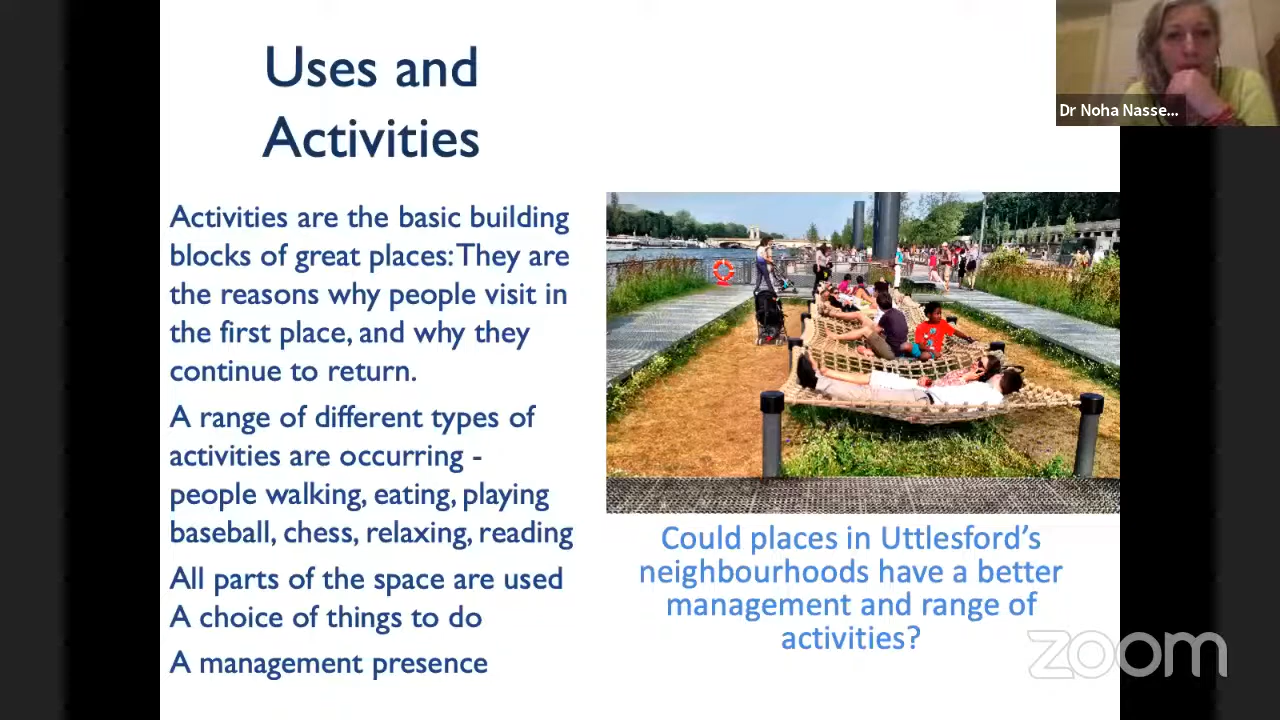 Uses and
Activities
Dr Noha Nasse...
Activities are the basic building
blocks of great places: They are
the reasons why people visit in
the first place, and why they
continue to return.
A range of different types of
activities are occurring -
people walking, eating, playing
baseball, chess, relaxing, reading
All parts of the space are used
A choice of things to do
A management presence
Could places in Uttlesford’s
neighbourhoods have a better
management and range of
activities?
zoom